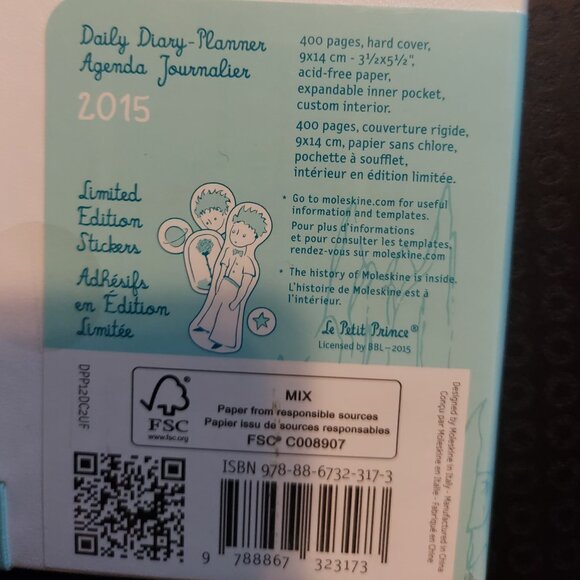 Daily Diary-Planner
Agenda Journalier
2015
400 pages, hard cover,
9x14 cm - 3½x5½",
acid-free paper,
expandable inner pocket,
custom interior.
400 pages, couverture rigide,
9x14 cm, papier sans chlore,
pochette à soufflet,
intérieur en édition limitée.
Limited
Edition
Stickers
Adhésifs
en Édition
Limitée
* Go to moleskine.com for useful
information and templates.
Pour plus d'informations
et pour consulter les templates,
rendez-vous sur moleskine.com
* The history of Moleskine is inside.
L'histoire de Moleskine est à
l'intérieur.
Le Petit Prince®
Licensed by BBL - 2015
DPP12DC2UF
FSC
www.fsc.org
MIX
Paper from responsible sources
Papier issu de sources responsables
FSC® C008907
Designed by Moleskine in Italy - Manufactured in China
Conçu par Moleskine en Italie - Fabriqué en Chine
ISBN 978-88-6732-317-3
9 788867 323173